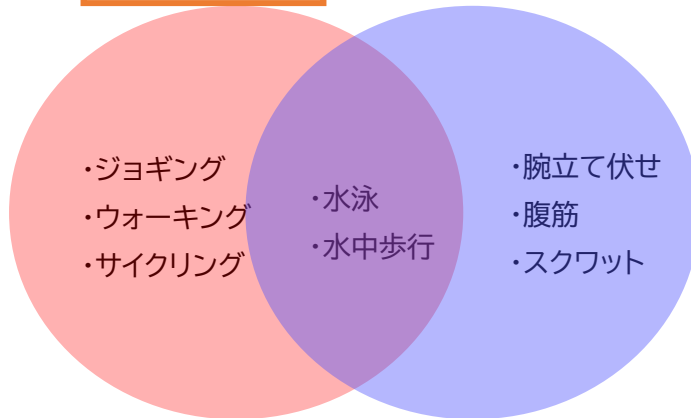 ・ジョギング
・ウォーキング
・サイクリング
・水泳
・水中歩行
・腕立て伏せ
・腹筋
・スクワット